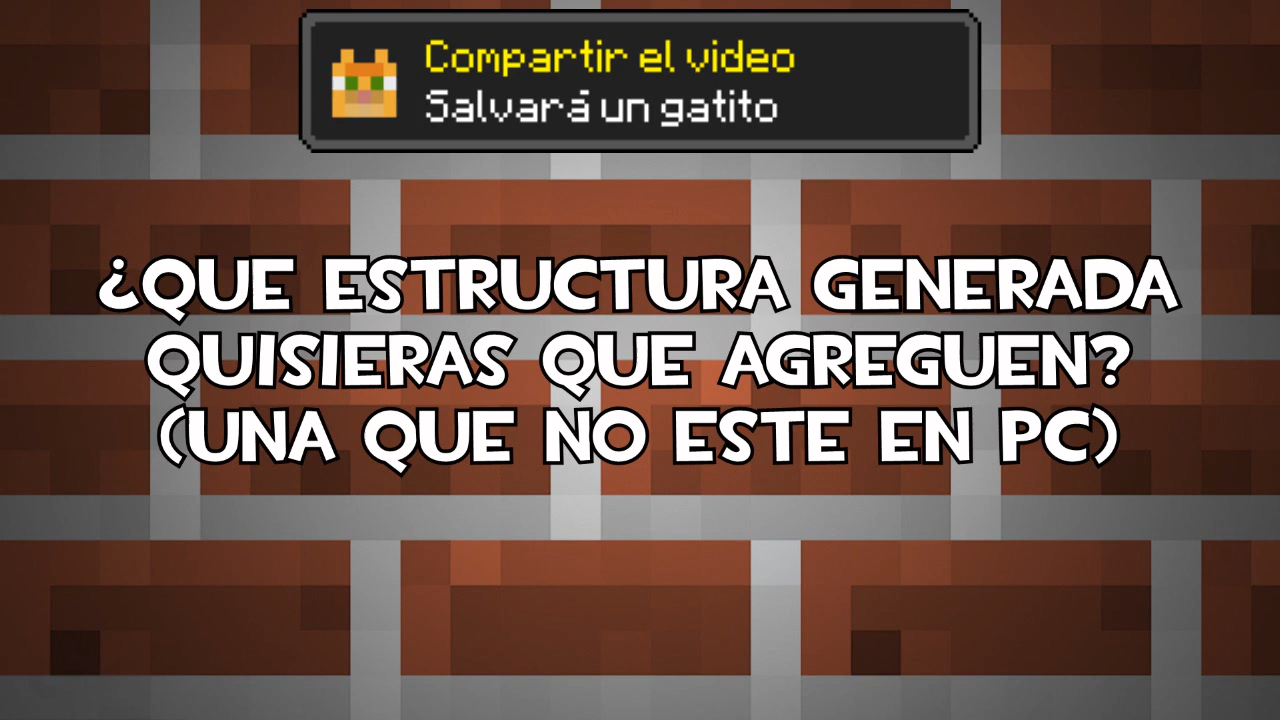 Compartir el video
Salvará un gatito
¿QUE ESTRUCTURA GENERADA
QUISIERAS QUE AGREGUEN?
(UNA QUE NO ESTE EN PC)